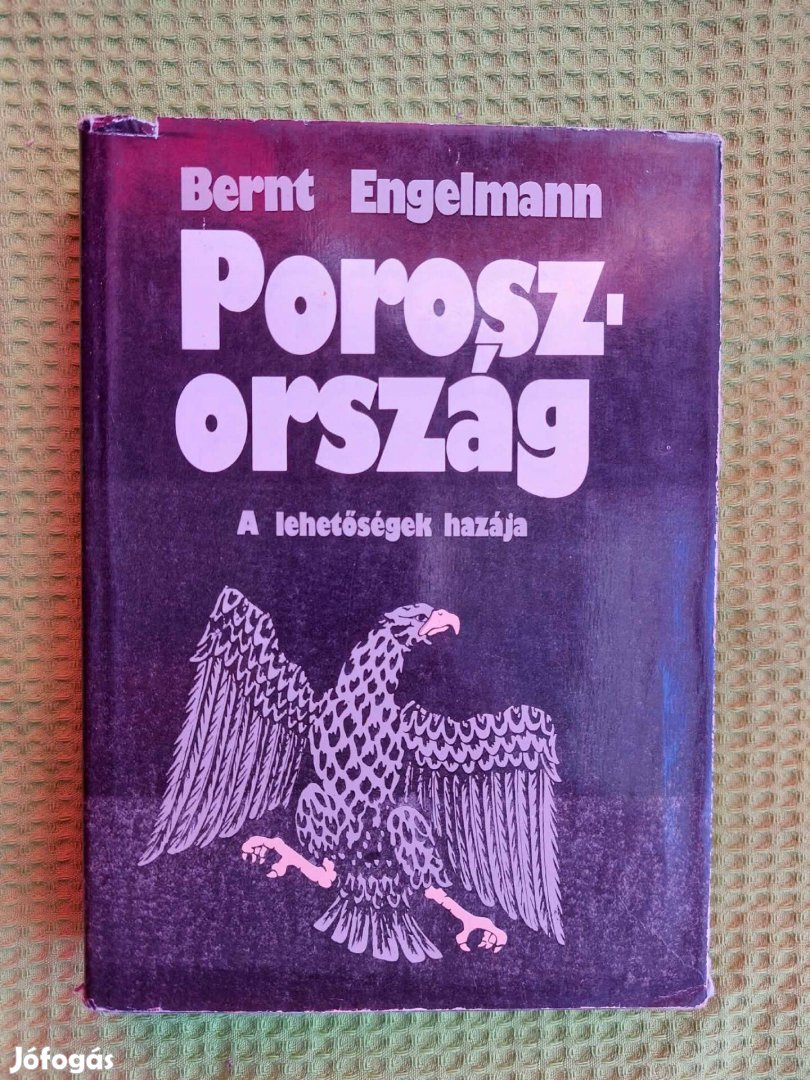 Bernt Engelmann
Porosz-
ország
A lehetőségek hazája
Jófogás